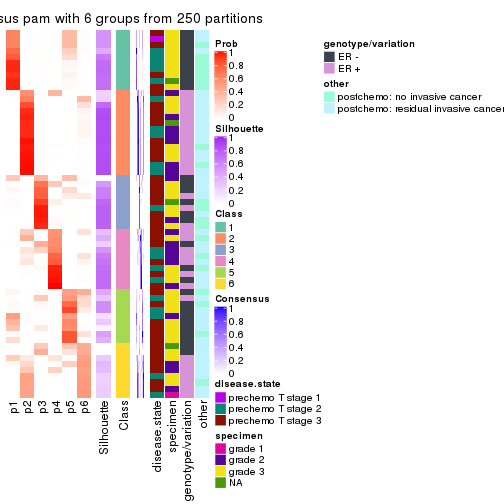 sus pam with 6 groups from 250 partitions
Prob
1
0.8
0.6
0.4
0.2
0
Silhouette
1
0.8
0.6
0.4
0.2
0
Class
1
2
3
4
5
6
Consensus
1
0.8
0.6
0.4
0.2
0
disease.state
prechemo T stage 1
prechemo T stage 2
prechemo T stage 3
specimen
grade 1
grade 2
grade 3
NA
genotype/variation
ER -
ER +
other
postchemo: no invasive cancer
postchemo: residual invasive cancer
p1
p2
p3
p4
p5
p6
Silhouette
Class
disease.state
specimen
genotype/variation
other